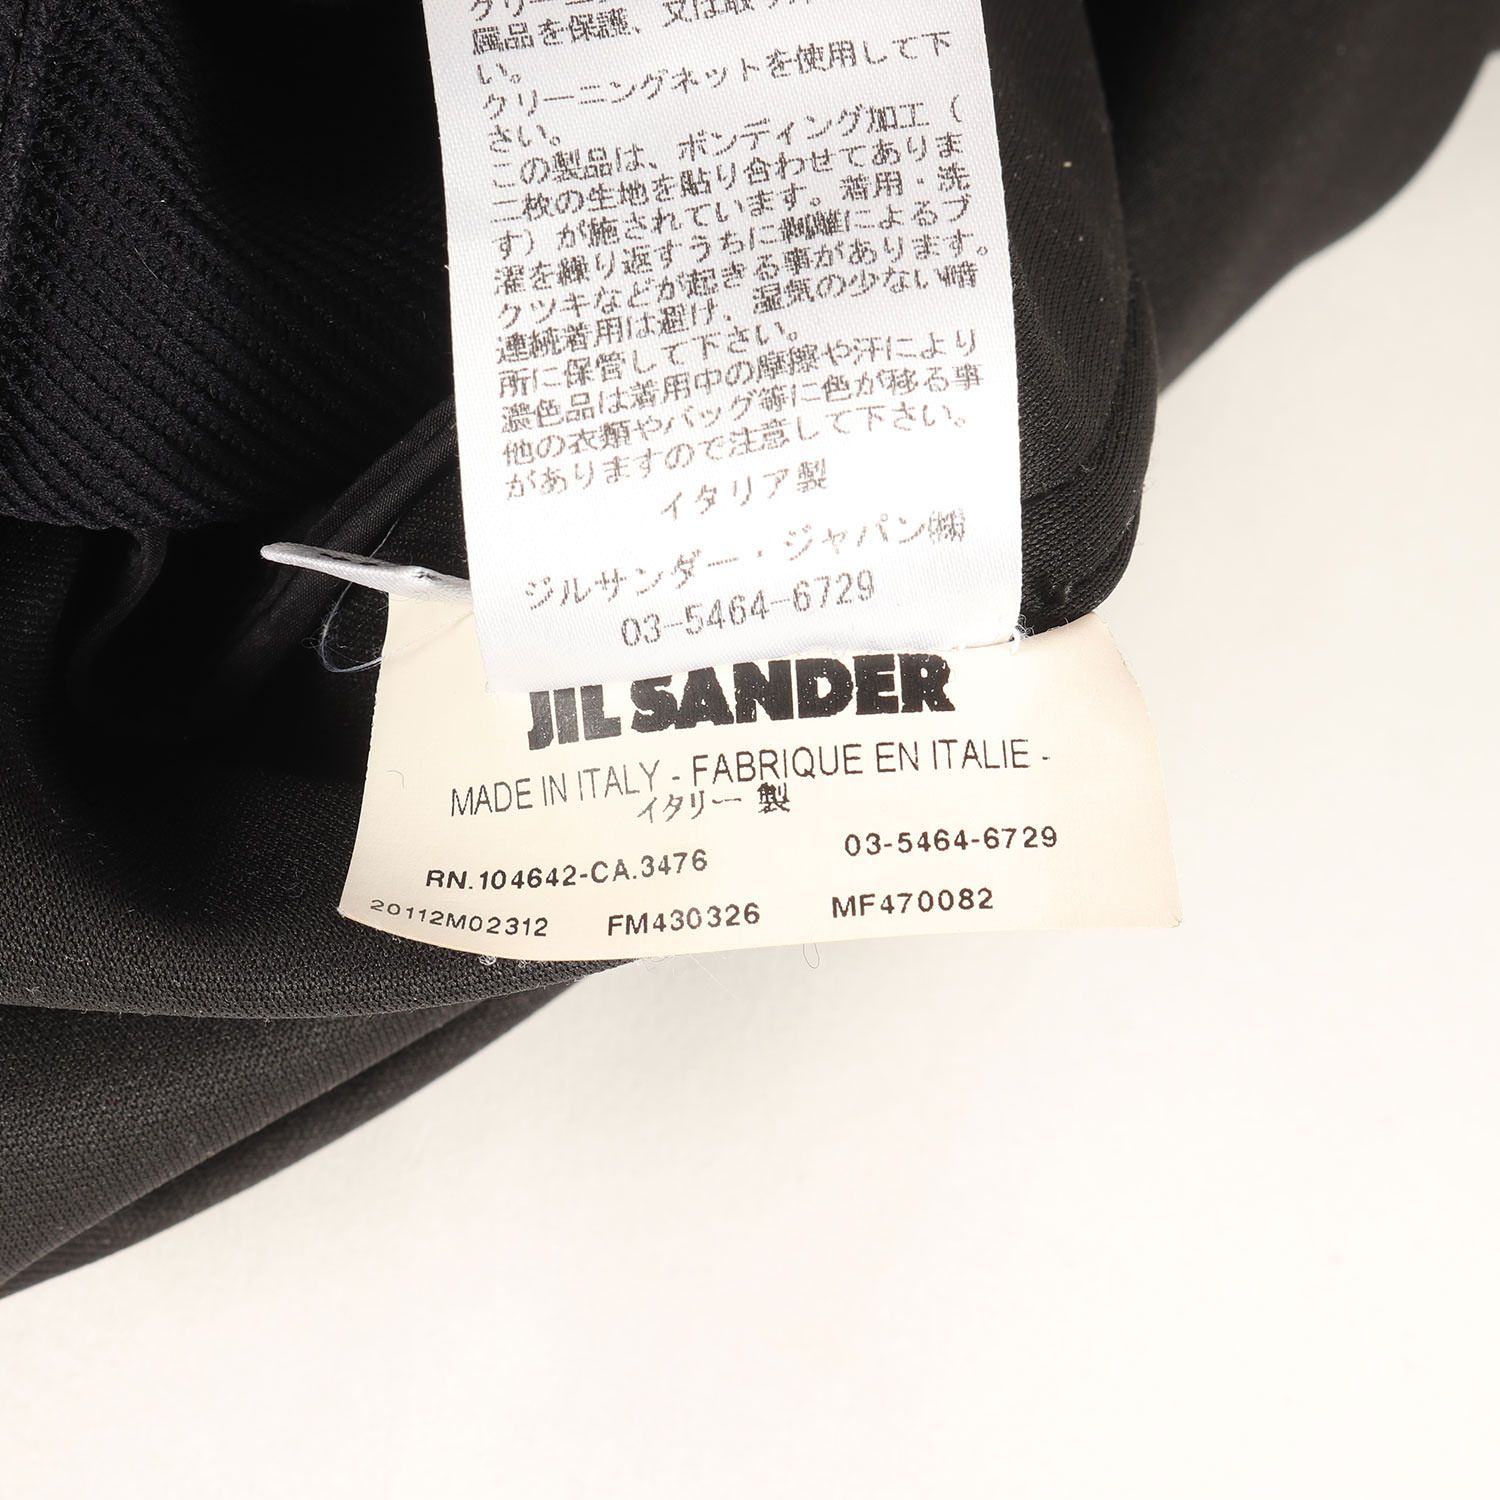 属品を保護、又は取り
い。
クリーニングネットを使用して下
さい。
この製品は、ボンディング加工（
二枚の生地を貼り合わせてありま
す）が施されています。着用・洗
濯を繰り返すうちに剥離によるブ
クツキなどが起きる事があります。
連続着用は避け、湿気の少ない暗
所に保管して下さい。
濃色品は着用中の摩擦や汗により
他の衣類やバッグ等に色が移る事
がありますので注意して下さい。
イタリア製
ジルサンダー・ジャパン㈱
03-5464-6729
JIL SANDER
MADE IN ITALY - FABRIQUE EN ITALIE -
イタリー 製
RN.104642-CA.3476 03-5464-6729
20112M02312 FM430326 MF470082